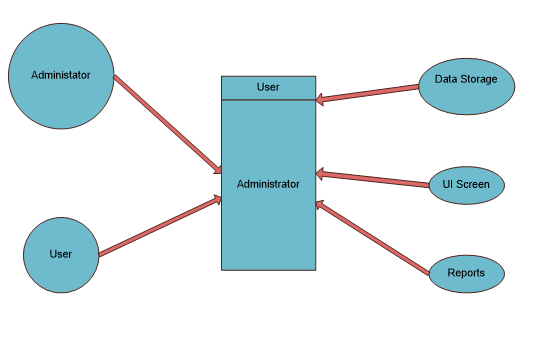 Administator
User
User
Administrator
Data Storage
UI Screen
Reports